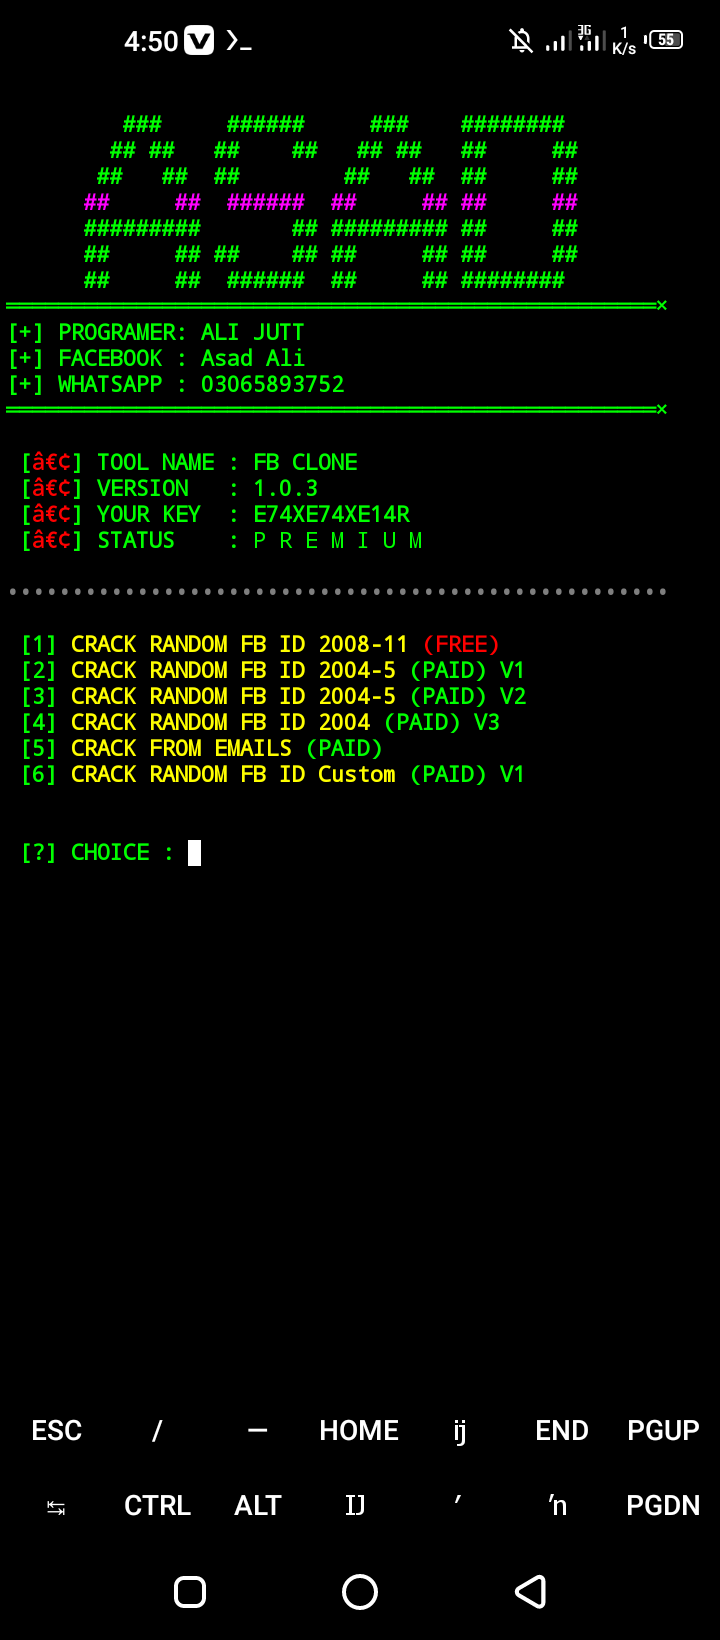 4:50 3G 1 K/s 55
ASAD
[+] PROGRAMER: ALI JUTT
[+] FACEBOOK : Asad Ali
[+] WHATSAPP : 03065893752
[â€¢] TOOL NAME : FB CLONE
[â€¢] VERSION : 1.0.3
[â€¢] YOUR KEY : E74XE74XE14R
[â€¢] STATUS : P R E M I U M
[1] CRACK RANDOM FB ID 2008-11 (FREE)
[2] CRACK RANDOM FB ID 2004-5 (PAID) V1
[3] CRACK RANDOM FB ID 2004-5 (PAID) V2
[4] CRACK RANDOM FB ID 2004 (PAID) V3
[5] CRACK FROM EMAILS (PAID)
[6] CRACK RANDOM FB ID Custom (PAID) V1
[?] CHOICE :
ESC / — HOME ij END PGUP
↹ CTRL ALT IJ ′ ŉ PGDN